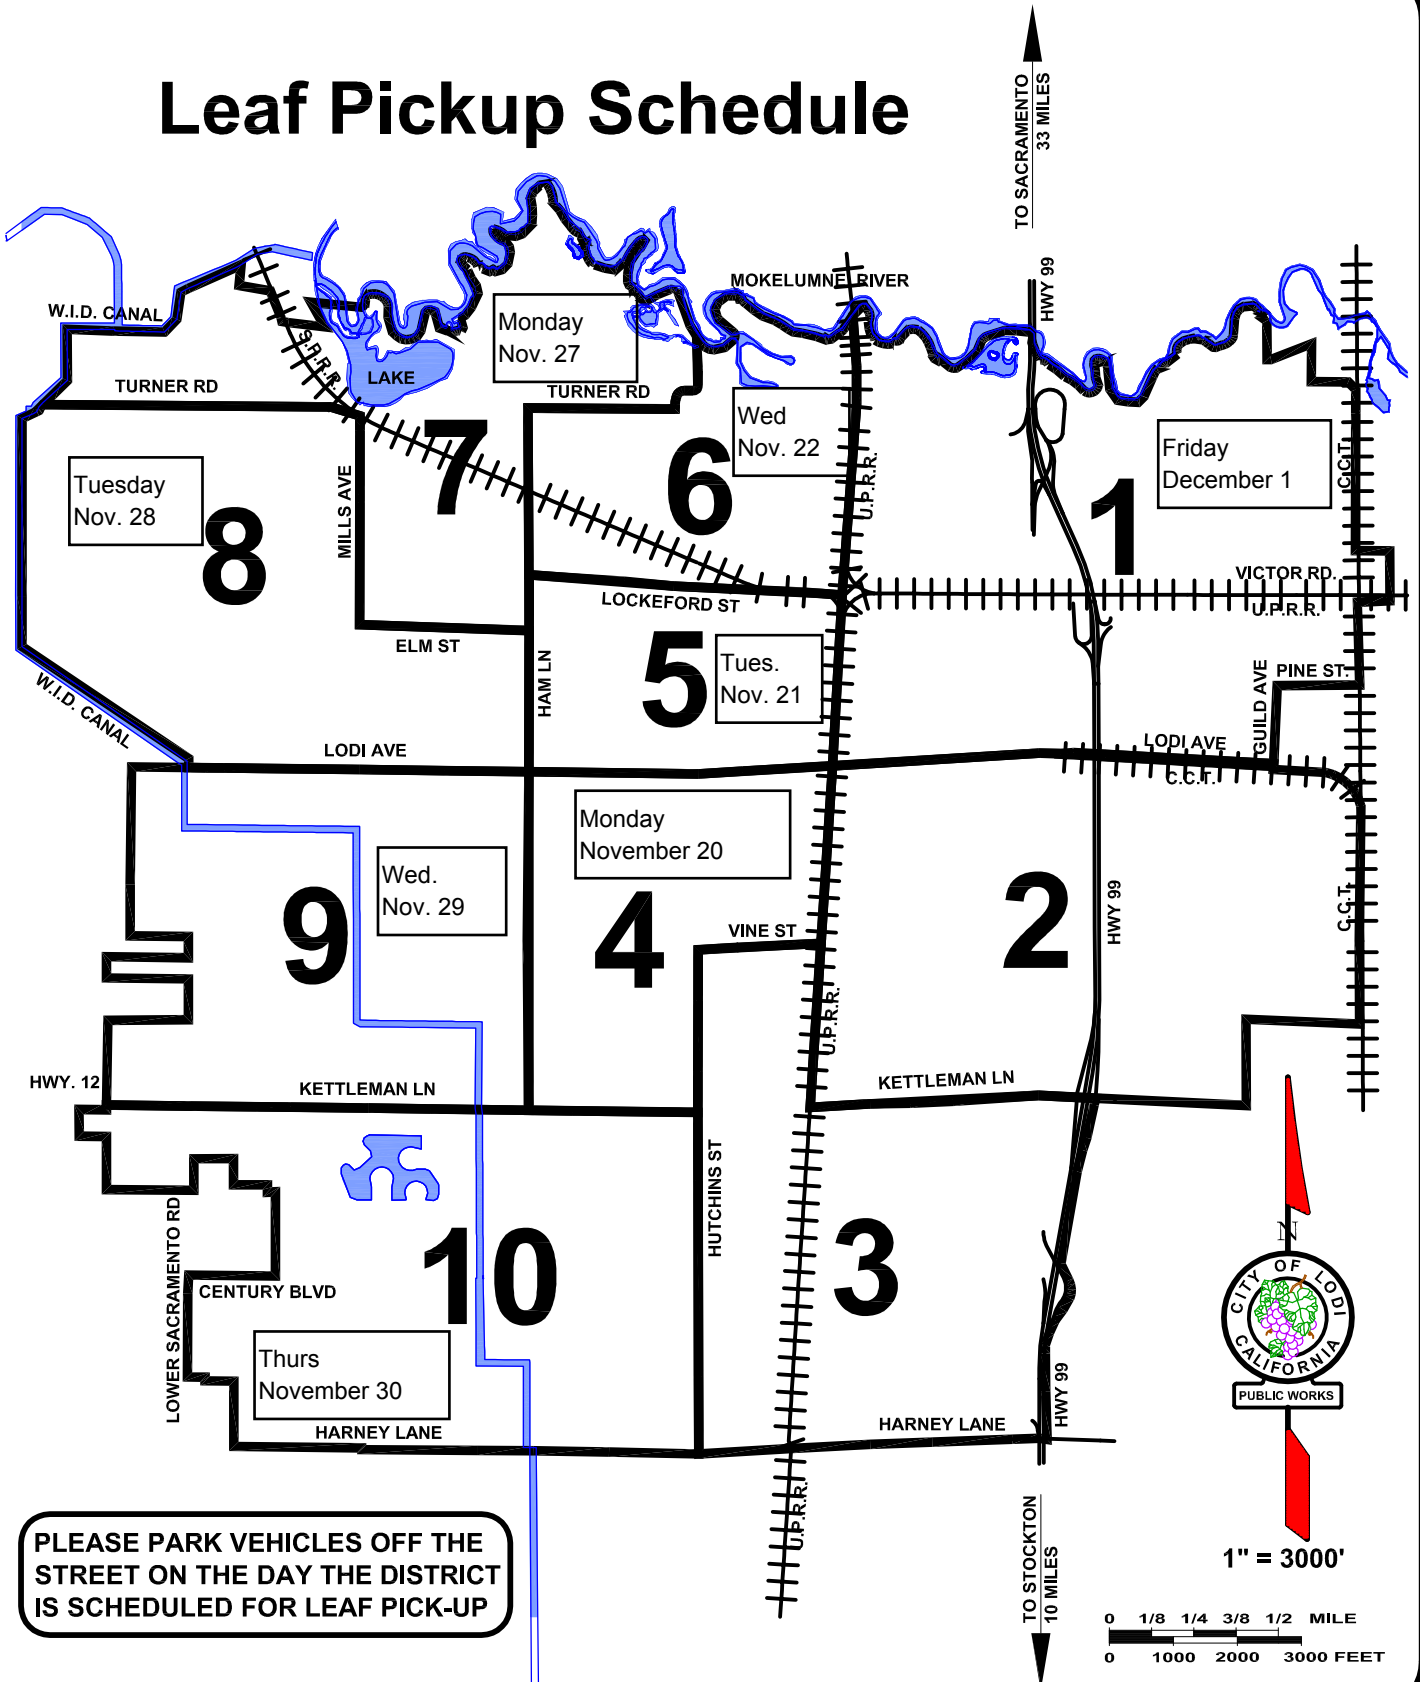 Leaf Pickup Schedule
TO SACRAMENTO
33 MILES
HWY 99
MOKELUMNE RIVER
W.I.D. CANAL
S.P.R.R.
LAKE
Monday
Nov. 27
TURNER RD
TURNER RD
7
6
Wed
Nov. 22
U.P.R.R.
1
Friday
December 1
C.C.T.
Tuesday
Nov. 28
8
MILLS AVE
VICTOR RD.
U.P.R.R.
LOCKEFORD ST
ELM ST
HAM LN
5
Tues.
Nov. 21
GUILD AVE
PINE ST.
W.I.D. CANAL
LODI AVE
LODI AVE
C.C.T.
Monday
November 20
Wed.
Nov. 29
9
4
2
HWY 99
C.C.T.
VINE ST
U.P.R.R.
HWY. 12
KETTLEMAN LN
KETTLEMAN LN
HUTCHINS ST
LOWER SACRAMENTO RD
10
3
CENTURY BLVD
N
CITY OF LODI
CALIFORNIA
PUBLIC WORKS
Thurs
November 30
HARNEY LANE
HARNEY LANE
HWY 99
U.P.R.R.
TO STOCKTON
10 MILES
PLEASE PARK VEHICLES OFF THE
STREET ON THE DAY THE DISTRICT
IS SCHEDULED FOR LEAF PICK-UP
1" = 3000'
0 1/8 1/4 3/8 1/2 MILE
0 1000 2000 3000 FEET